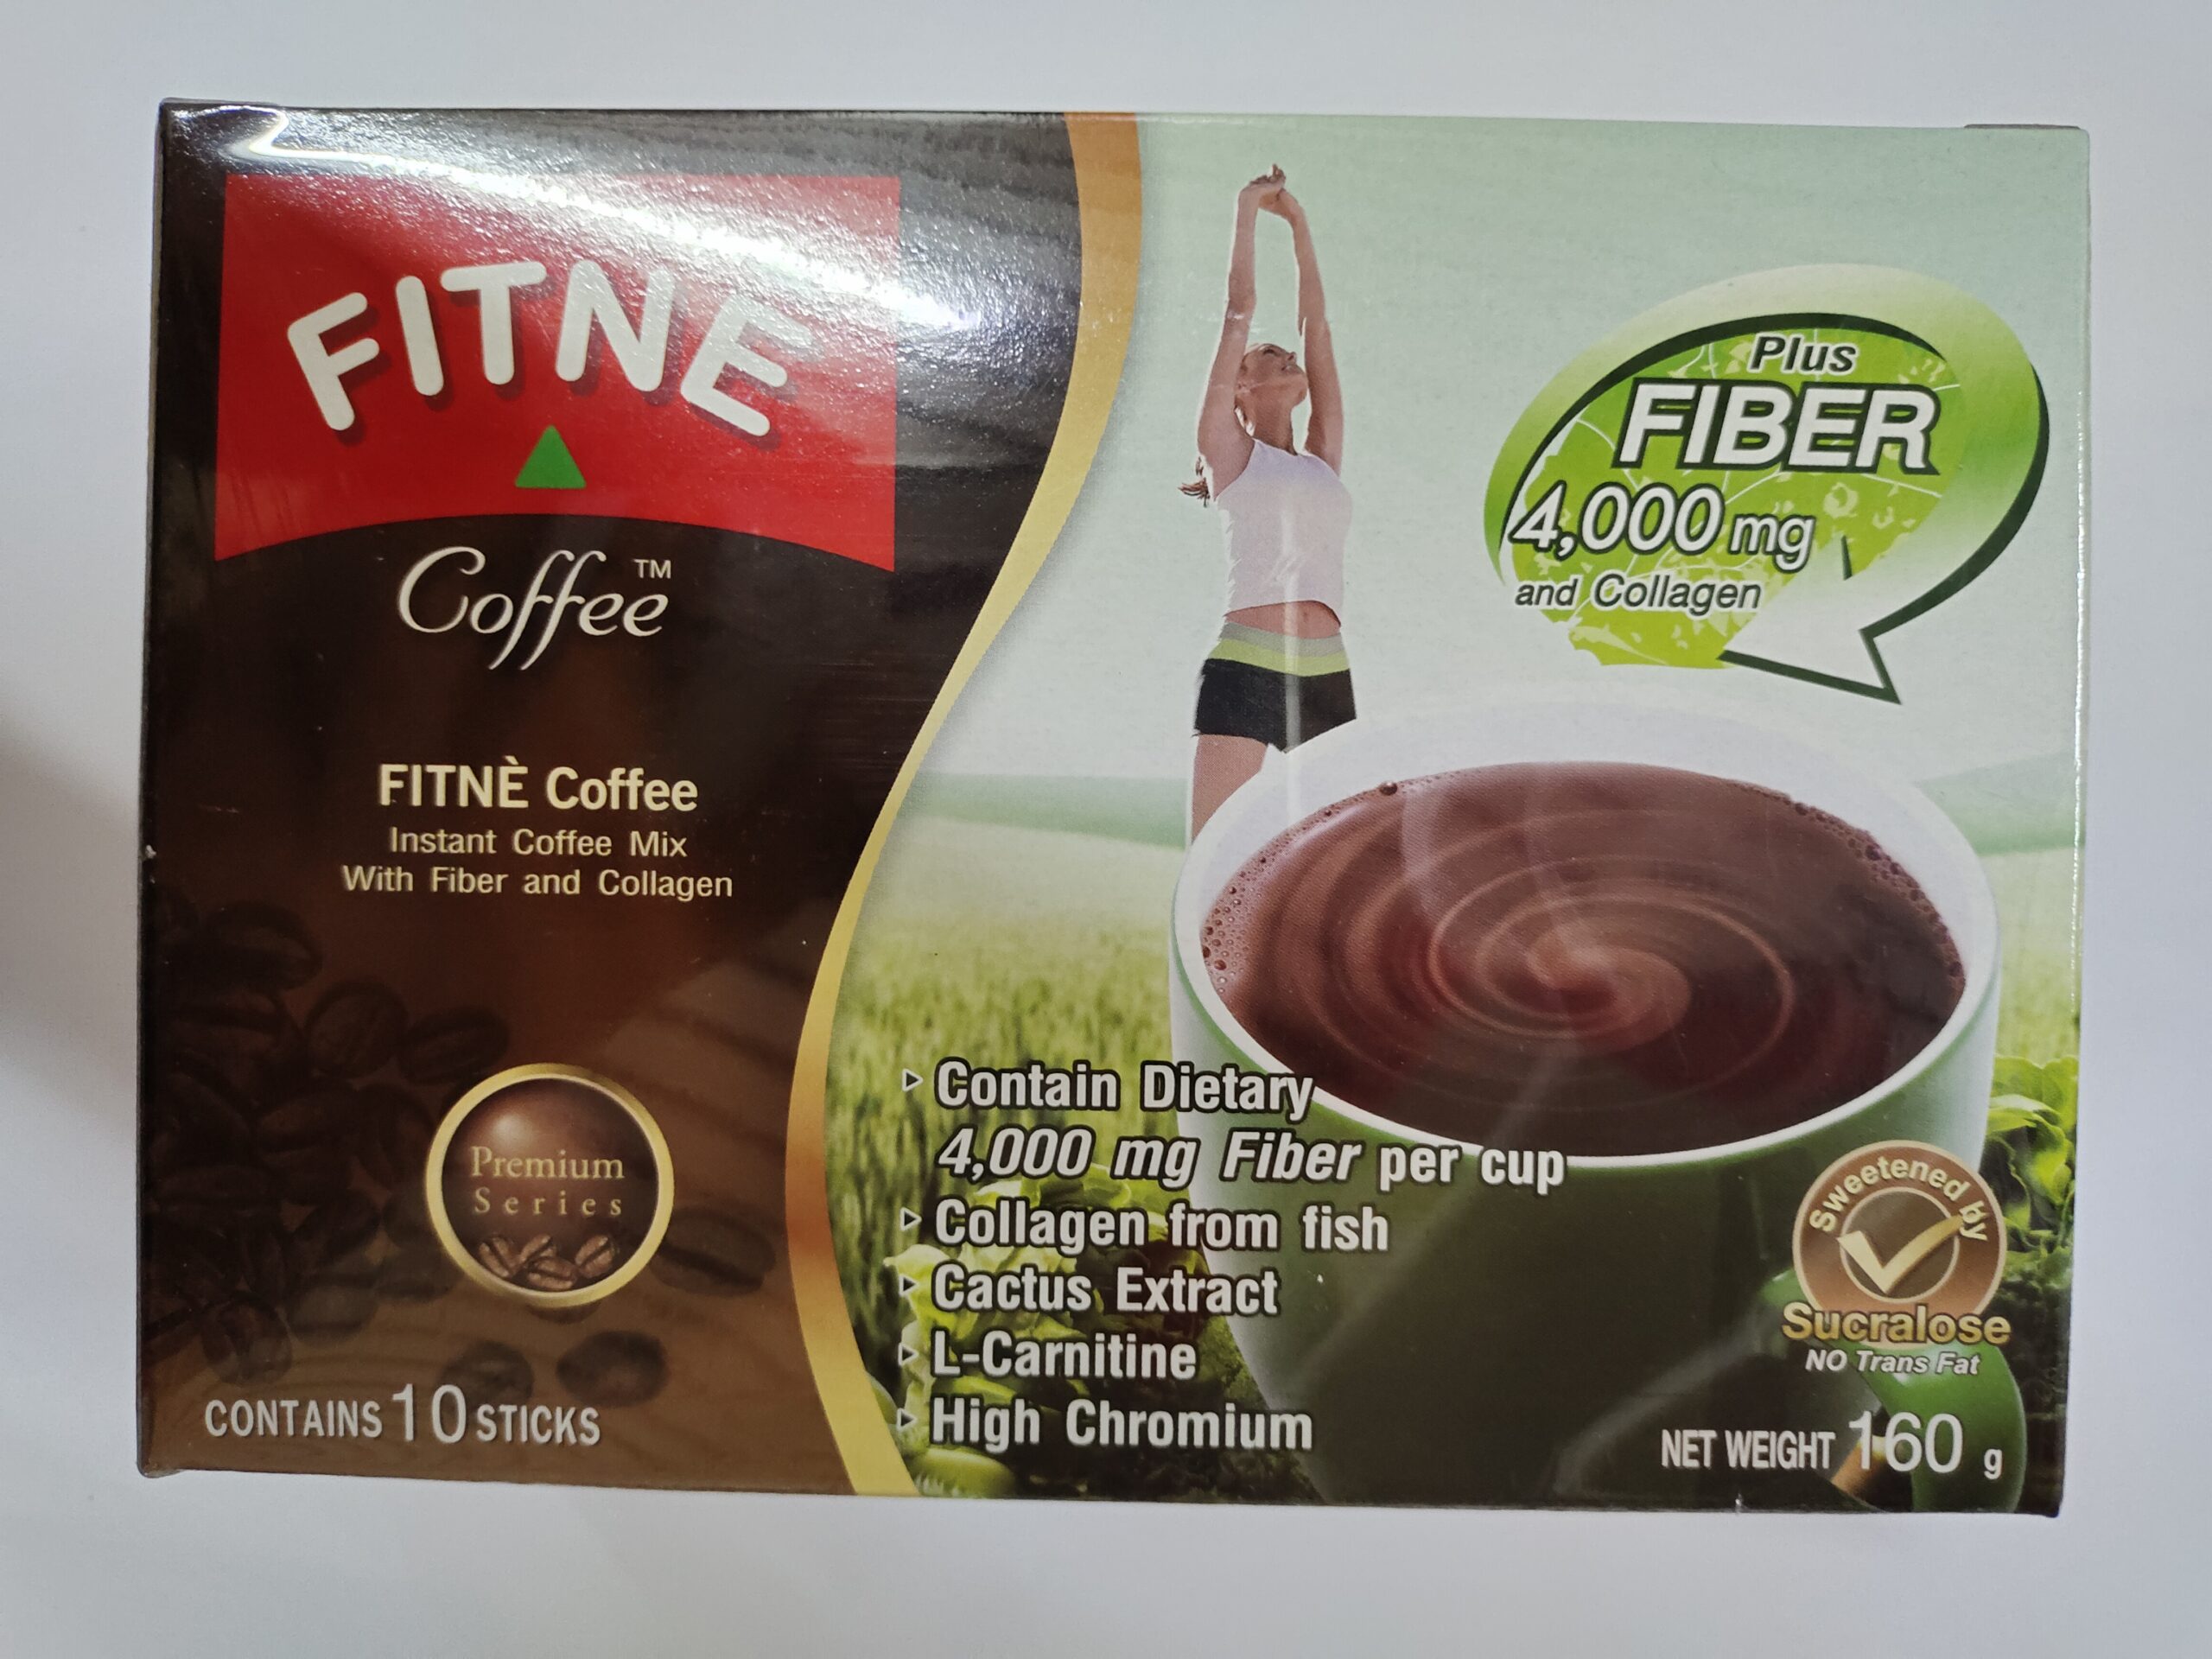 FITNE
Coffee™
FITNÈ Coffee
Instant Coffee Mix
With Fiber and Collagen
Premium
Series
CONTAINS 10 STICKS
Plus
FIBER
4,000 mg
and Collagen
Contain Dietary
4,000 mg Fiber per cup
Collagen from fish
Cactus Extract
L-Carnitine
High Chromium
Sweetened by
Sucralose
NO Trans Fat
NET WEIGHT 160 g